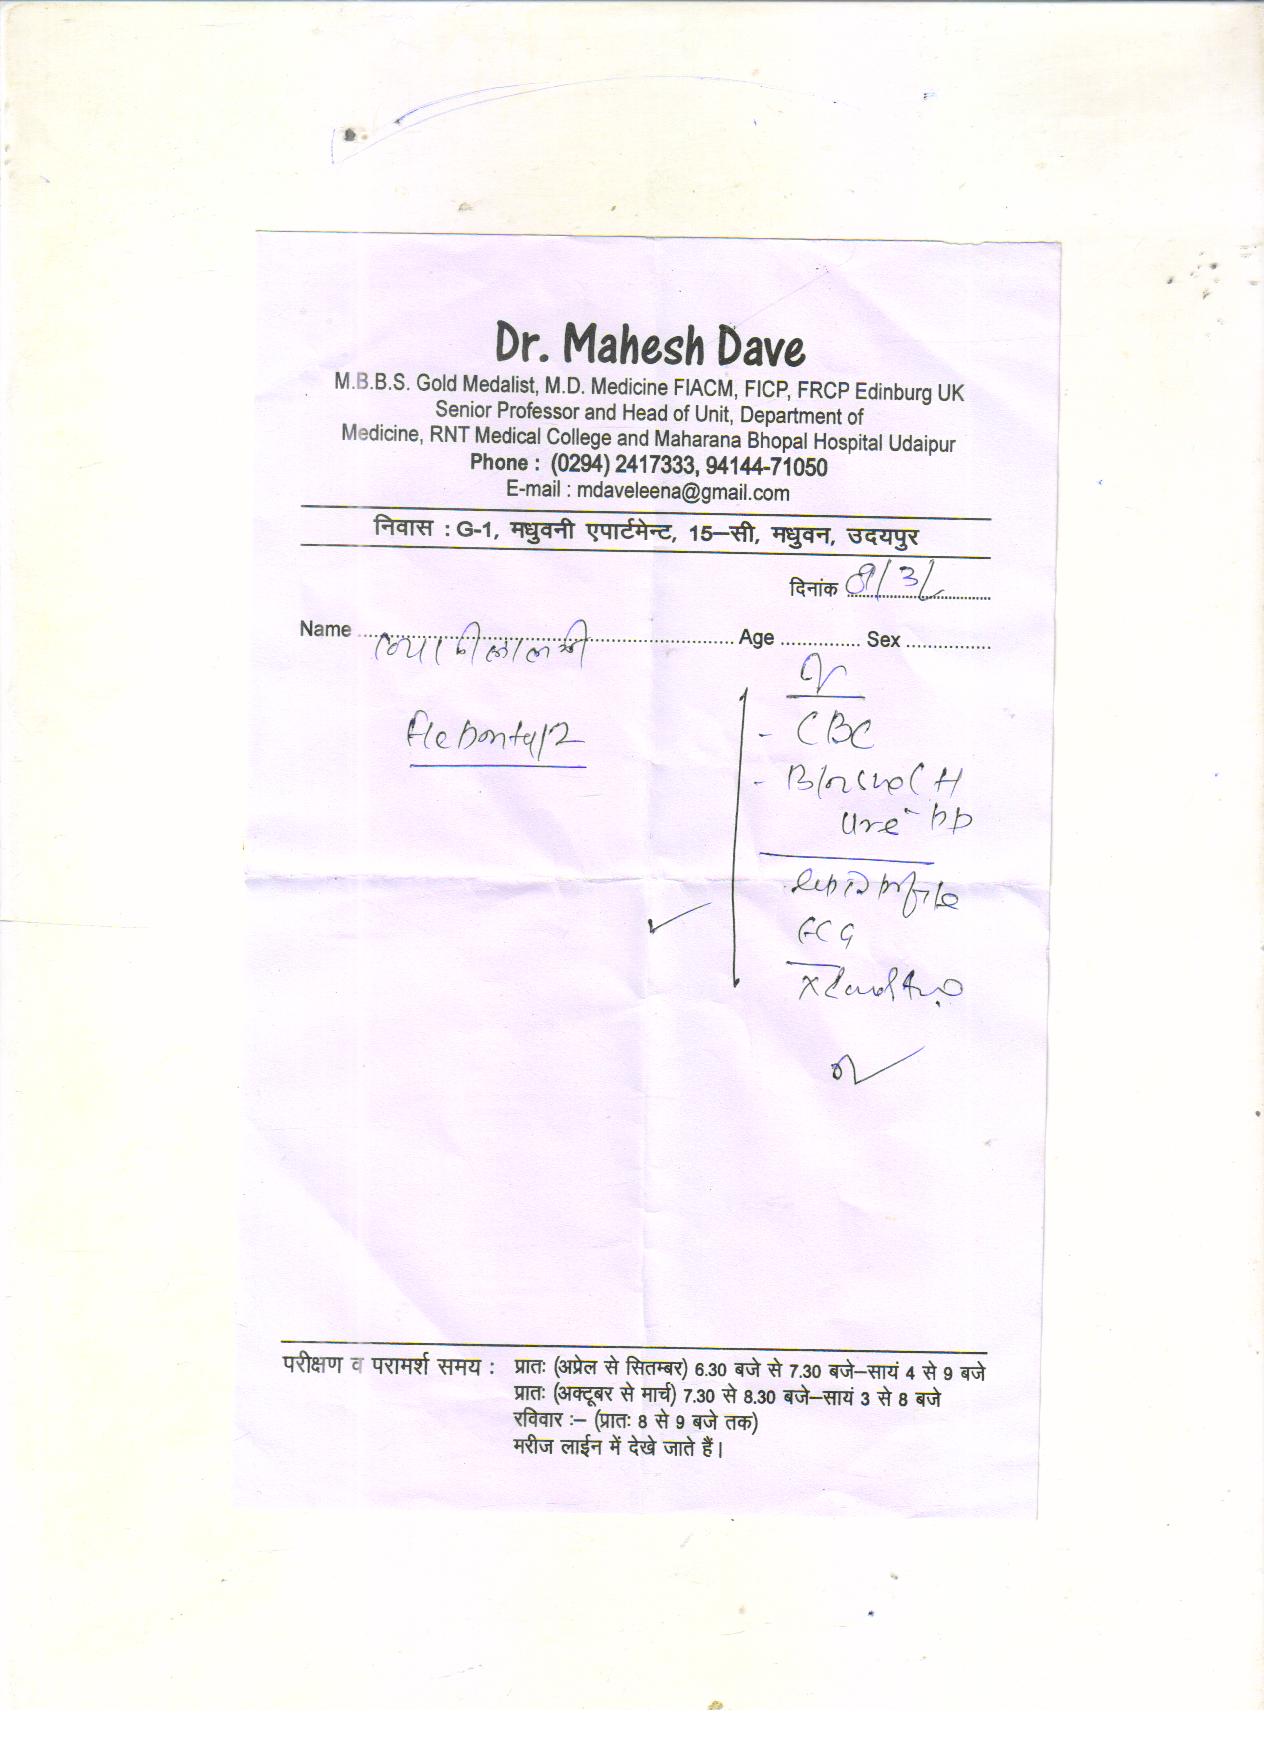 Dr. Mahesh Dave
M.B.B.S. Gold Medalist, M.D. Medicine FIACM, FICP, FRCP Edinburg UK
Senior Professor and Head of Unit, Department of
Medicine, RNT Medical College and Maharana Bhopal Hospital Udaipur
Phone : (0294) 2417333, 94144-71050
E-mail : mdaveleena@gmail.com
निवास : G-1, मधुवनी एपार्टमेन्ट, 15–सी, मधुवन, उदयपुर
दिनांक
Name Age Sex
- CBC
profile
ECG
परीक्षण व परामर्श समय : प्रातः (अप्रेल से सितम्बर) 6.30 बजे से 7.30 बजे–सायं 4 से 9 बजे
प्रातः (अक्टूबर से मार्च) 7.30 से 8.30 बजे–सायं 3 से 8 बजे
रविवार :– (प्रातः 8 से 9 बजे तक)
मरीज लाईन में देखे जाते हैं।